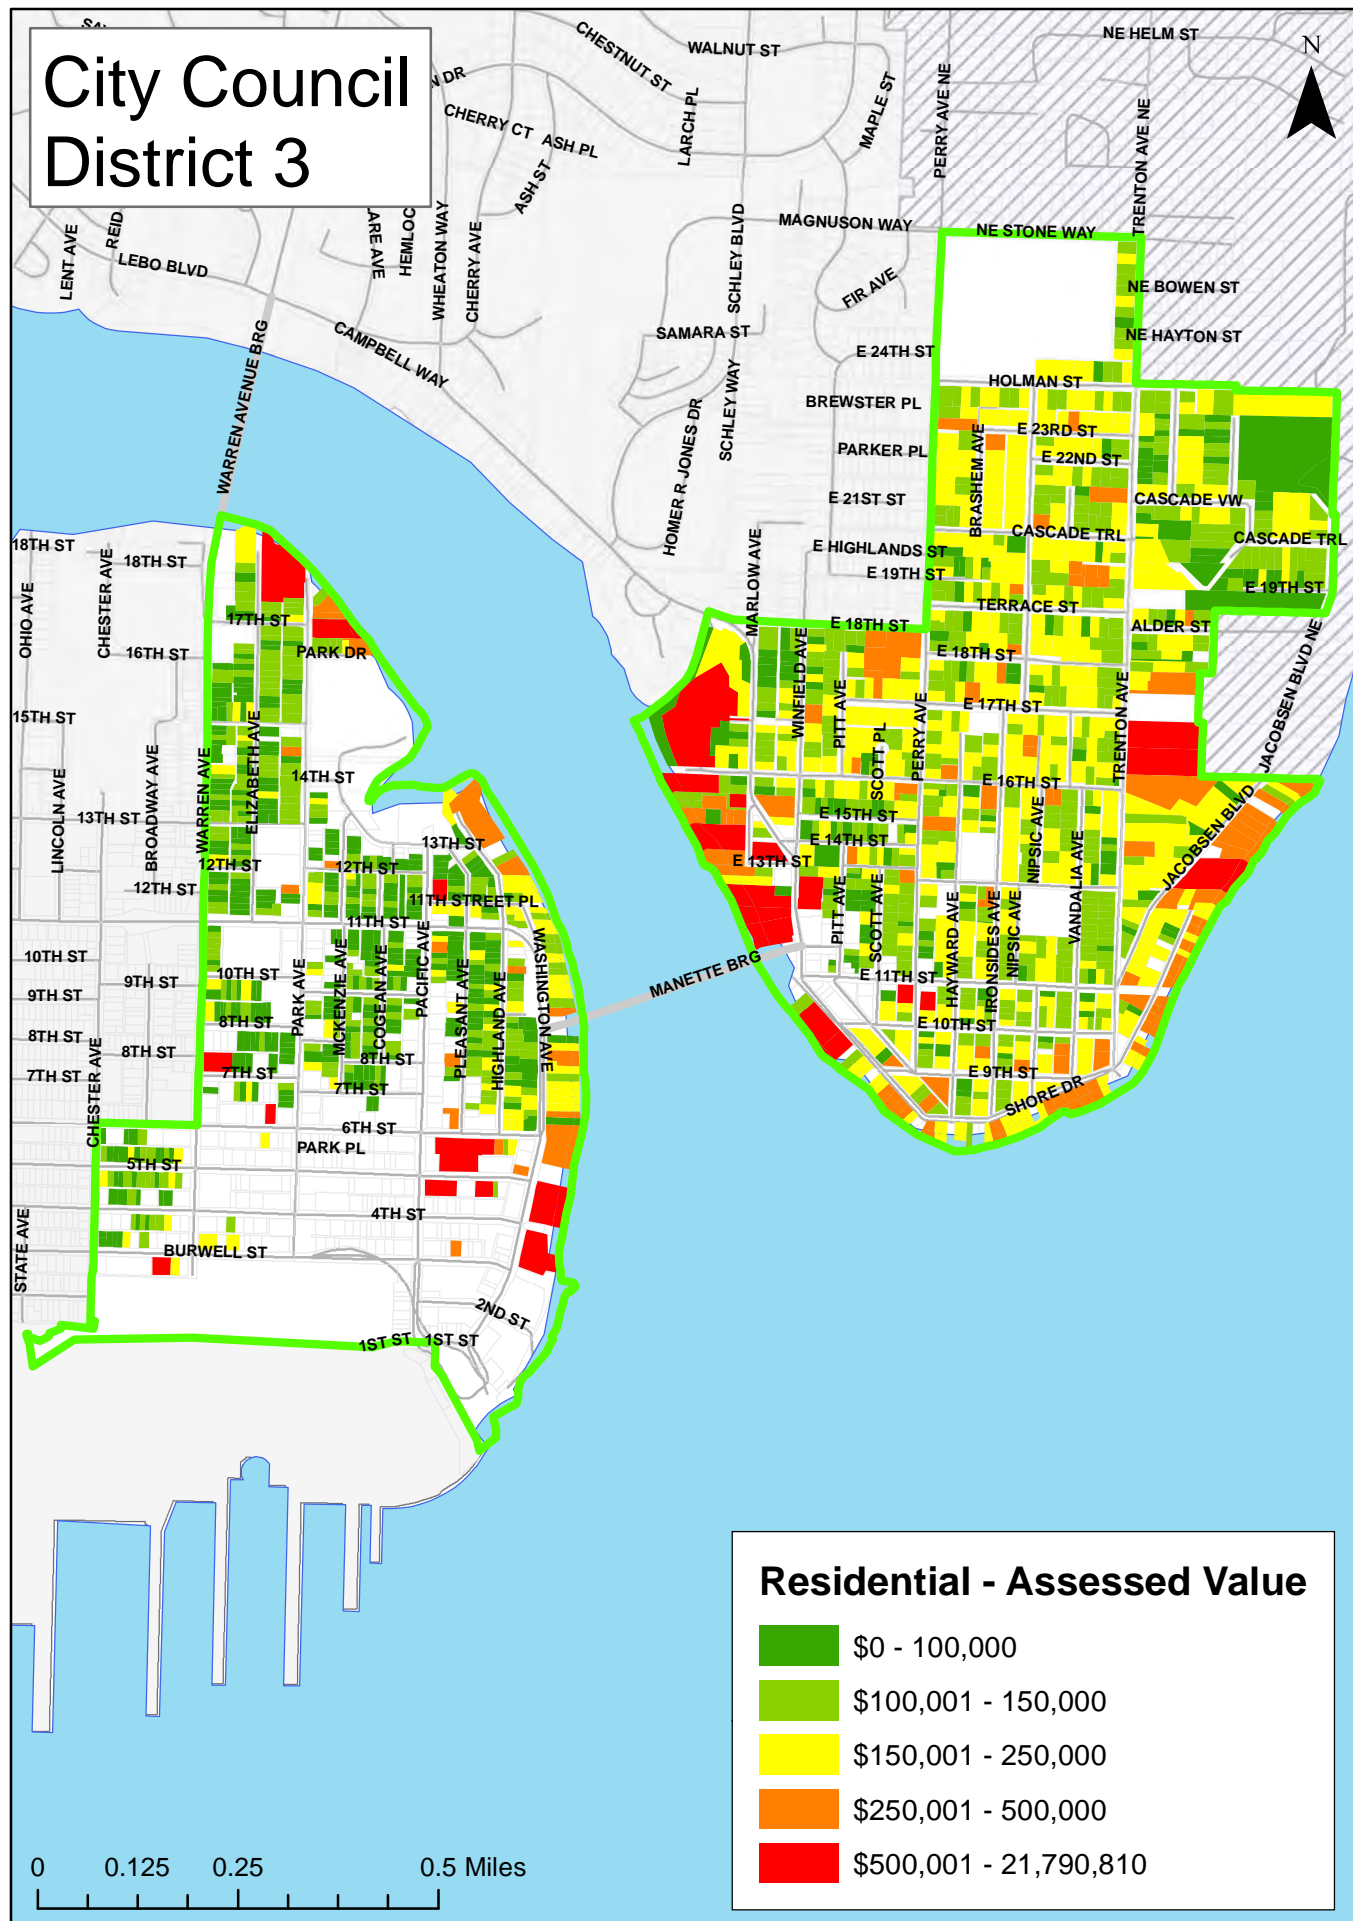 City Council
District 3
N
NE HELM ST
WALNUT ST
CHESTNUT ST
N DR
CHERRY CT
ASH PL
ASH ST
LARCH PL
MAPLE ST
PERRY AVE NE
TRENTON AVE NE
MAGNUSON WAY
NE STONE WAY
LENT AVE
REID
LEBO BLVD
ARE AVE
HEMLOC
WHEATON WAY
CHERRY AVE
SCHLEY BLVD
FIR AVE
NE BOWEN ST
NE HAYTON ST
CAMPBELL WAY
WARREN AVENUE BRG
SAMARA ST
SCHLEY WAY
HOMER R JONES DR
E 24TH ST
BREWSTER PL
PARKER PL
E 21ST ST
E HIGHLANDS ST
E 19TH ST
HOLMAN ST
E 23RD ST
E 22ND ST
BRASHEM AVE
CASCADE VW
CASCADE TRL
CASCADE TRL
E 19TH ST
TERRACE ST
ALDER ST
MARLOW AVE
E 18TH ST
E 18TH ST
E 17TH ST
WINFIELD AVE
PITT AVE
SCOTT PL
PERRY AVE
TRENTON AVE
JACOBSEN BLVD NE
E 16TH ST
E 15TH ST
E 14TH ST
E 13TH ST
NIPSIC AVE
VANDALIA AVE
JACOBSEN BLVD
PITT AVE
SCOTT AVE
HAYWARD AVE
IRONSIDES AVE
NIPSIC AVE
MANETTE BRG
E 11TH ST
E 10TH ST
E 9TH ST
SHORE DR
18TH ST
18TH ST
OHIO AVE
CHESTER AVE
16TH ST
17TH ST
PARK DR
15TH ST
14TH ST
ELIZABETH AVE
WARREN AVE
BROADWAY AVE
LINCOLN AVE
13TH ST
13TH ST
12TH ST
12TH ST
12TH ST
11TH STREET PL
11TH ST
10TH ST
10TH ST
9TH ST
9TH ST
8TH ST
8TH ST
8TH ST
8TH ST
7TH ST
7TH ST
7TH ST
PARK AVE
MCKENZIE AVE
COGEAN AVE
PACIFIC AVE
PLEASANT AVE
HIGHLAND AVE
WASHINGTON AVE
CHESTER AVE
6TH ST
PARK PL
5TH ST
4TH ST
STATE AVE
BURWELL ST
2ND ST
1ST ST
1ST ST
Residential - Assessed Value
$0 - 100,000
$100,001 - 150,000
$150,001 - 250,000
$250,001 - 500,000
$500,001 - 21,790,810
0 0.125 0.25 0.5 Miles